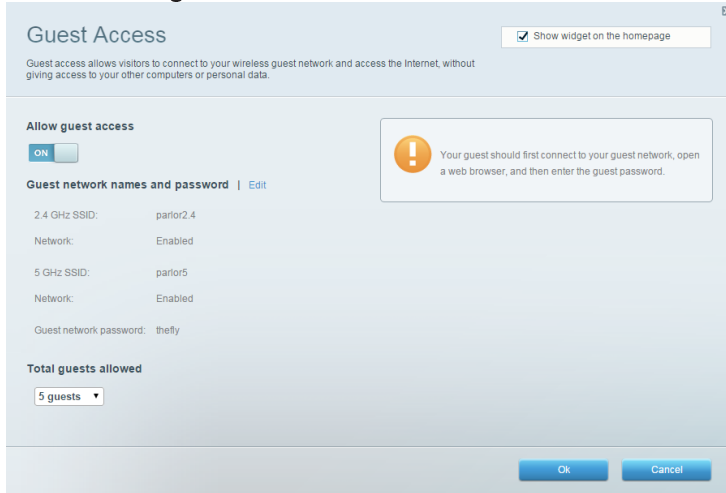 Guest Access
Show widget on the homepage
Guest access allows visitors to connect to your wireless guest network and access the Internet, without
giving access to your other computers or personal data.
Allow guest access
ON
Your guest should first connect to your guest network, open
a web browser, and then enter the guest password.
Guest network names and password | Edit
2.4 GHz SSID: parlor2.4
Network: Enabled
5 GHz SSID: parlor5
Network: Enabled
Guest network password: thefly
Total guests allowed
5 guests
Ok Cancel